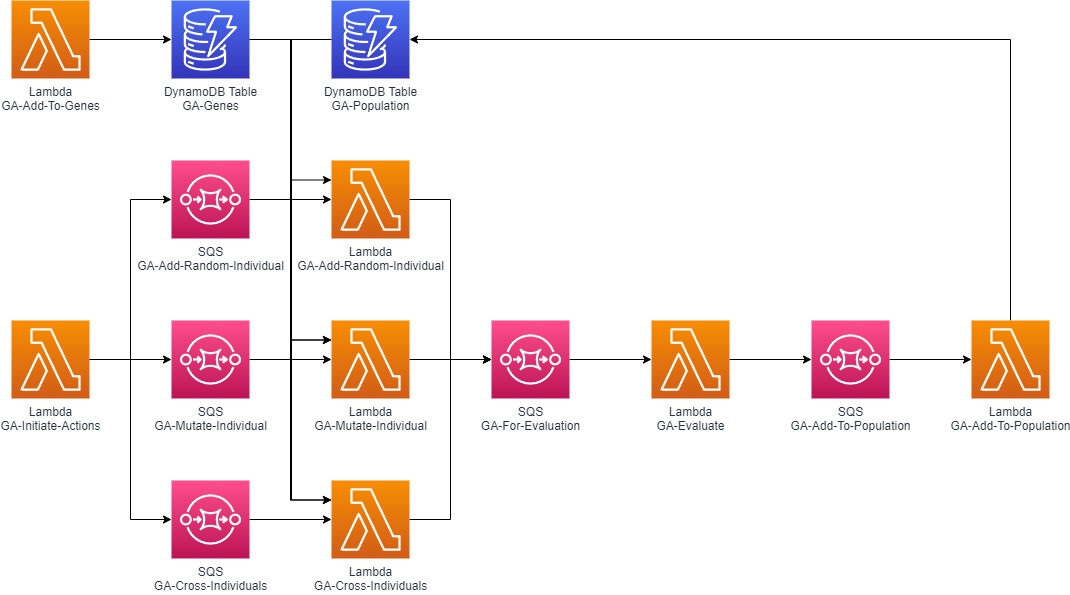 Lambda
GA-Add-To-Genes
DynamoDB Table
GA-Genes
DynamoDB Table
GA-Population
SQS
GA-Add-Random-Individual
Lambda
GA-Add-Random-Individual
Lambda
GA-Initiate-Actions
SQS
GA-Mutate-Individual
Lambda
GA-Mutate-Individual
SQS
GA-For-Evaluation
Lambda
GA-Evaluate
SQS
GA-Add-To-Population
Lambda
GA-Add-To-Population
SQS
GA-Cross-Individuals
Lambda
GA-Cross-Individuals